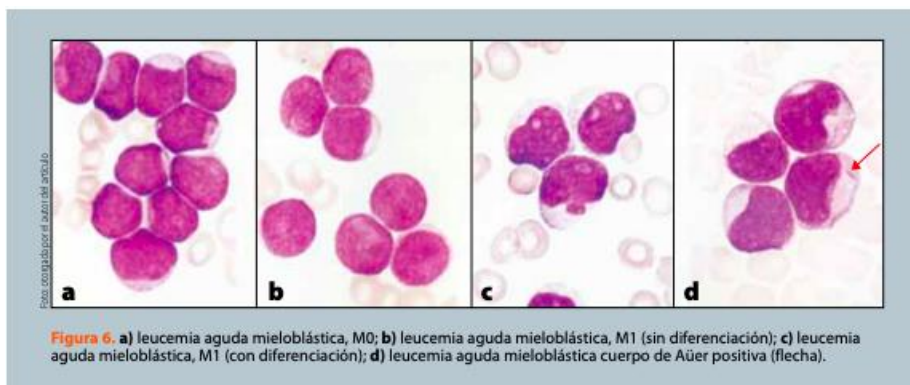 Foto: otorgado por el autor del artículo
a
b
c
d
Figura 6. a) leucemia aguda mieloblástica, M0; b) leucemia aguda mieloblástica, M1 (sin diferenciación); c) leucemia
aguda mieloblástica, M1 (con diferenciación); d) leucemia aguda mieloblástica cuerpo de Aüer positiva (flecha).